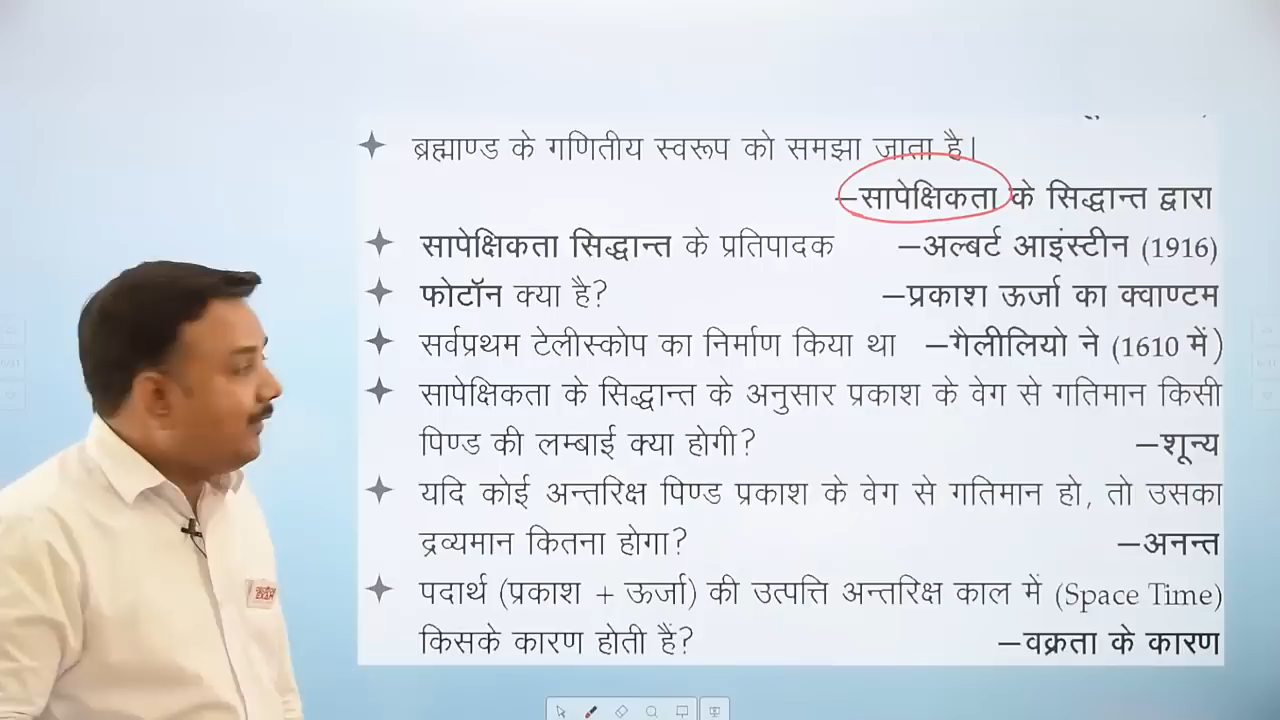 ब्रह्माण्ड के गणितीय स्वरूप को समझा जाता है।
–सापेक्षिकता के सिद्धान्त द्वारा
सापेक्षिकता सिद्धान्त के प्रतिपादक –अल्बर्ट आइंस्टीन (1916)
फोटॉन क्या है? –प्रकाश ऊर्जा का क्वाण्टम
सर्वप्रथम टेलीस्कोप का निर्माण किया था –गैलीलियो ने (1610 में)
सापेक्षिकता के सिद्धान्त के अनुसार प्रकाश के वेग से गतिमान किसी
पिण्ड की लम्बाई क्या होगी? –शून्य
यदि कोई अन्तरिक्ष पिण्ड प्रकाश के वेग से गतिमान हो, तो उसका
द्रव्यमान कितना होगा? –अनन्त
पदार्थ (प्रकाश + ऊर्जा) की उत्पत्ति अन्तरिक्ष काल में (Space Time)
किसके कारण होती हैं? –वक्रता के कारण
EXAM